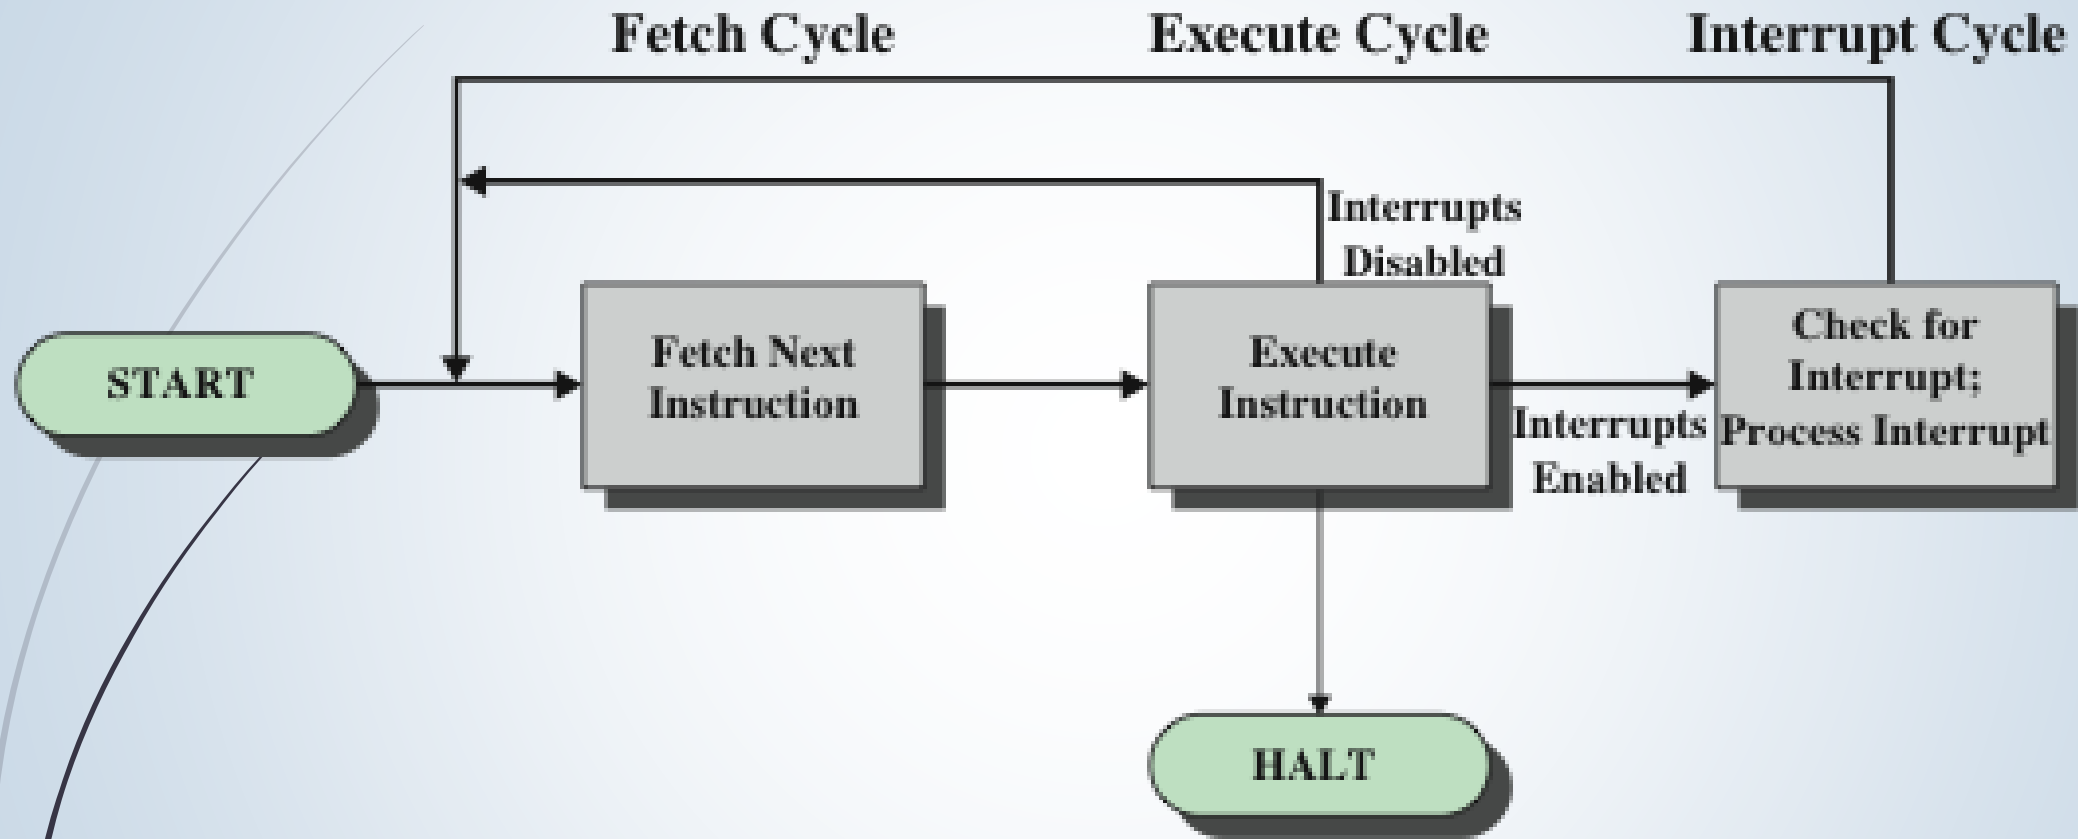 Fetch Cycle
Execute Cycle
Interrupt Cycle
Interrupts
Disabled
START
Fetch Next
Instruction
Execute
Instruction
Interrupts
Enabled
Check for
Interrupt;
Process Interrupt
HALT